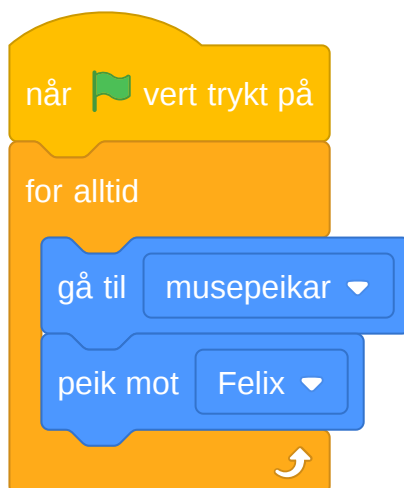 når vert trykt på
for alltid
gå til musepeikar
peik mot Felix